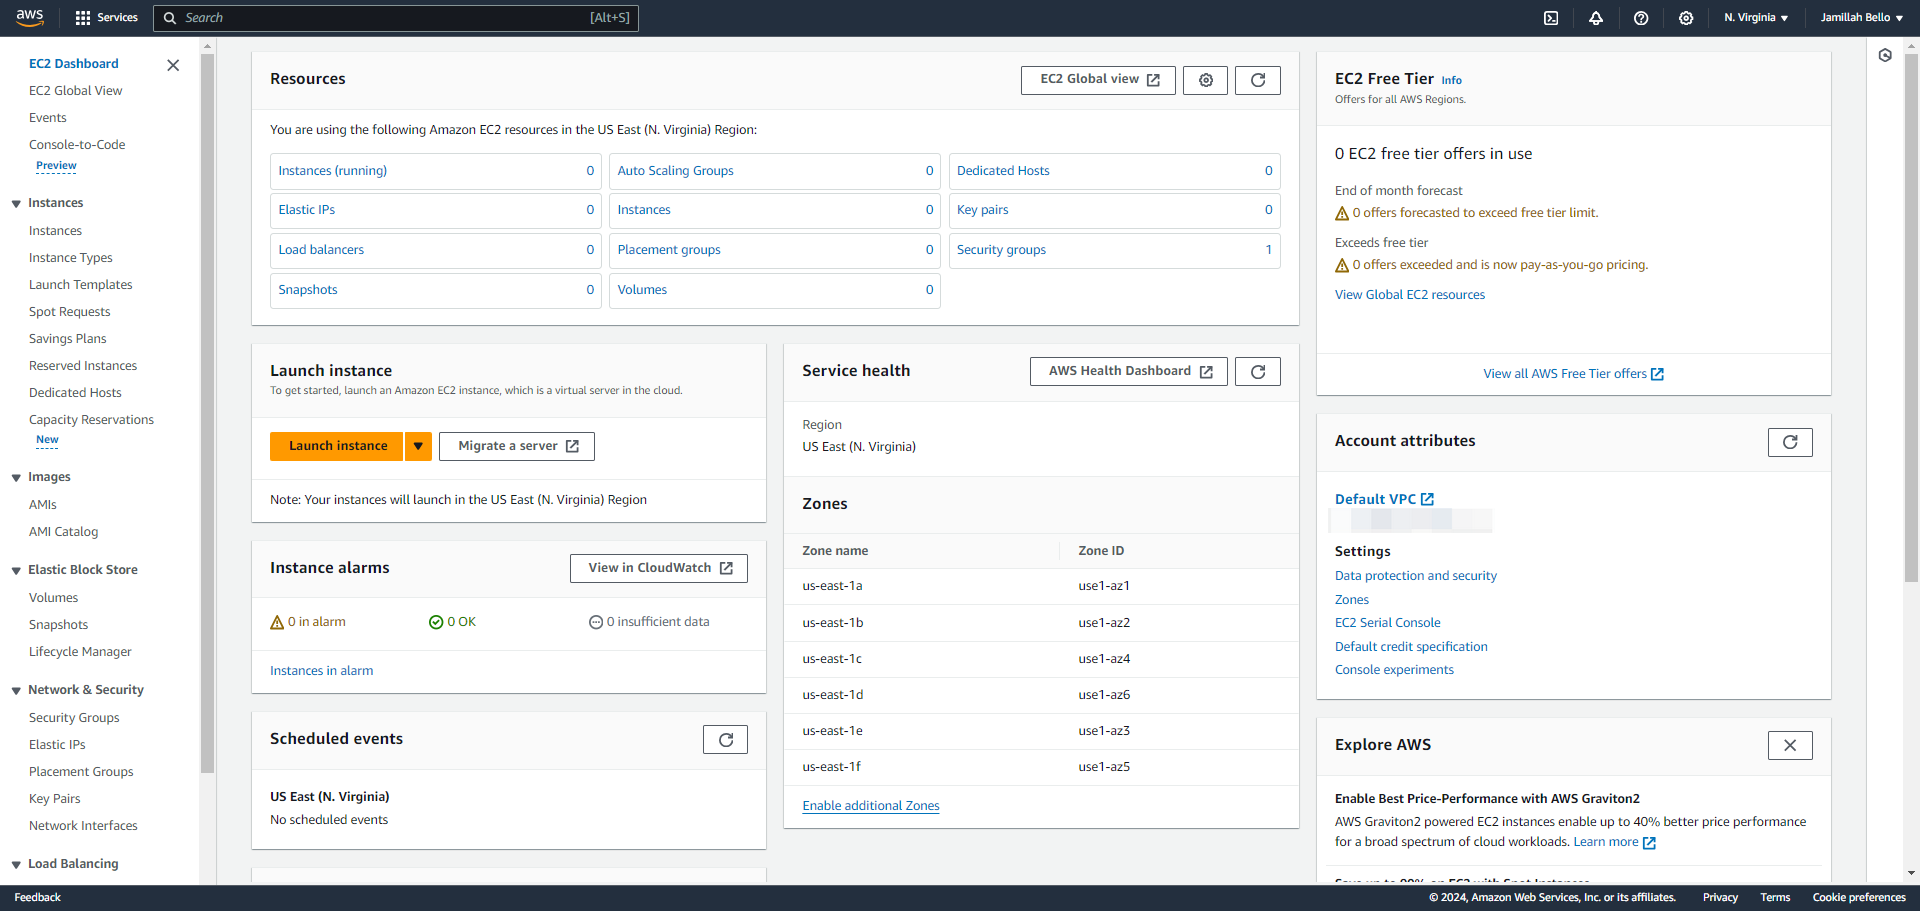 aws
Services
Search
[Alt+S]
N. Virginia
Jamillah Bello
EC2 Dashboard
EC2 Global View
Events
Console-to-Code
Preview
Instances
Instances
Instance Types
Launch Templates
Spot Requests
Savings Plans
Reserved Instances
Dedicated Hosts
Capacity Reservations
New
Images
AMIs
AMI Catalog
Elastic Block Store
Volumes
Snapshots
Lifecycle Manager
Network & Security
Security Groups
Elastic IPs
Placement Groups
Key Pairs
Network Interfaces
Load Balancing
Resources
EC2 Global view
You are using the following Amazon EC2 resources in the US East (N. Virginia) Region:
Instances (running) 0
Auto Scaling Groups 0
Dedicated Hosts 0
Elastic IPs 0
Instances 0
Key pairs 0
Load balancers 0
Placement groups 0
Security groups 1
Snapshots 0
Volumes 0
Launch instance
To get started, launch an Amazon EC2 instance, which is a virtual server in the cloud.
Launch instance
Migrate a server
Note: Your instances will launch in the US East (N. Virginia) Region
Instance alarms
View in CloudWatch
0 in alarm
0 OK
0 insufficient data
Instances in alarm
Scheduled events
US East (N. Virginia)
No scheduled events
Service health
AWS Health Dashboard
Region
US East (N. Virginia)
Zones
Zone name Zone ID
us-east-1a use1-az1
us-east-1b use1-az2
us-east-1c use1-az4
us-east-1d use1-az6
us-east-1e use1-az3
us-east-1f use1-az5
Enable additional Zones
EC2 Free Tier Info
Offers for all AWS Regions.
0 EC2 free tier offers in use
End of month forecast
0 offers forecasted to exceed free tier limit.
Exceeds free tier
0 offers exceeded and is now pay-as-you-go pricing.
View Global EC2 resources
View all AWS Free Tier offers
Account attributes
Default VPC
Settings
Data protection and security
Zones
EC2 Serial Console
Default credit specification
Console experiments
Explore AWS
Enable Best Price-Performance with AWS Graviton2
AWS Graviton2 powered EC2 instances enable up to 40% better price performance
for a broad spectrum of cloud workloads. Learn more
Feedback
© 2024, Amazon Web Services, Inc. or its affiliates.
Privacy
Terms
Cookie preferences